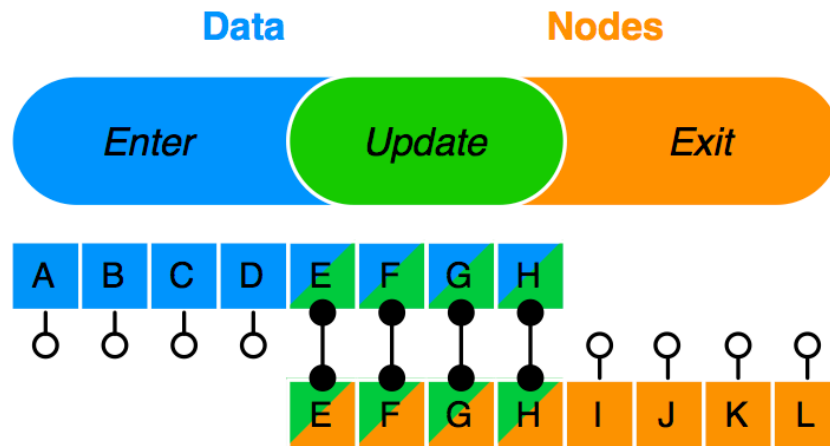 Data Nodes
Enter Update Exit
A B C D E F G H
E F G H I J K L